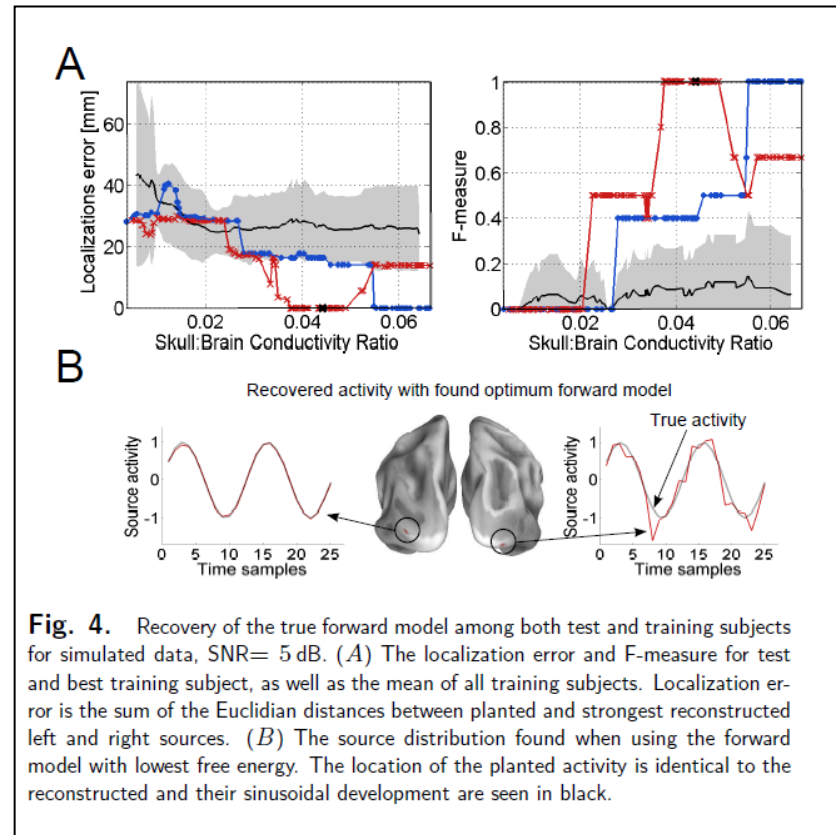 A
Localizations error [mm]
60
40
20
0
0.02
0.04
0.06
Skull:Brain Conductivity Ratio
F-measure
1
0.8
0.6
0.4
0.2
0
0.02
0.04
0.06
Skull:Brain Conductivity Ratio
B
Recovered activity with found optimum forward model
Source activity
1
0
-1
0
5
10
15
20
25
Time samples
True activity
Source activity
1
0
-1
0
5
10
15
20
25
Time samples
Fig. 4. Recovery of the true forward model among both test and training subjects
for simulated data, SNR= 5 dB. (A) The localization error and F-measure for test
and best training subject, as well as the mean of all training subjects. Localization er-
ror is the sum of the Euclidian distances between planted and strongest reconstructed
left and right sources. (B) The source distribution found when using the forward
model with lowest free energy. The location of the planted activity is identical to the
reconstructed and their sinusoidal development are seen in black.